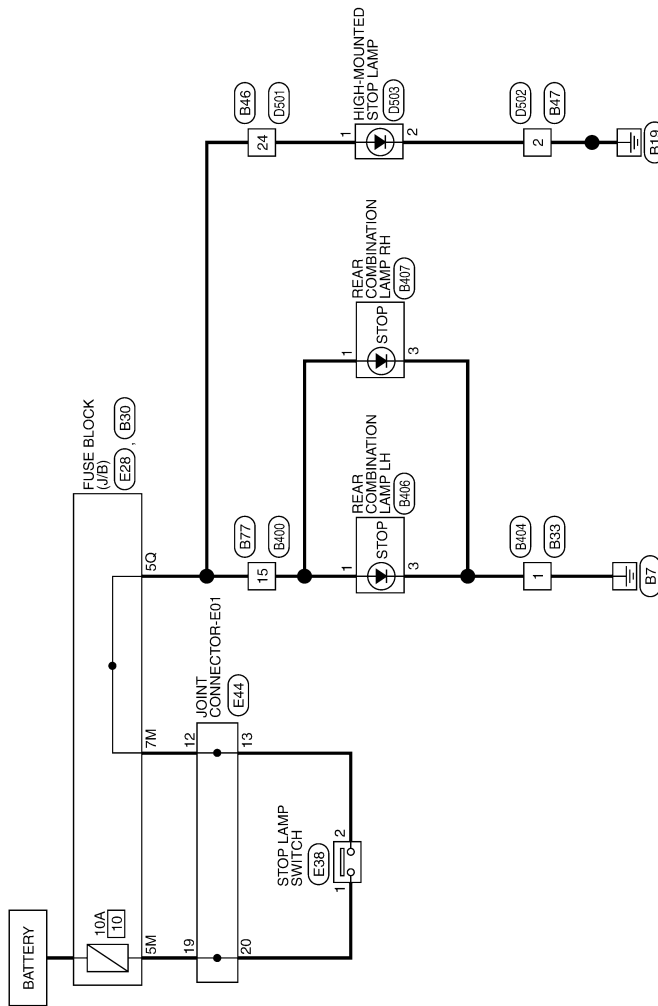 BATTERY
10A
10
5M
7M
5Q
FUSE BLOCK
(J/B)
E28 , B30
19
20
12
13
JOINT
CONNECTOR-E01
E44
STOP LAMP
SWITCH
E38
1
2
15
B77
B400
24
B46
D501
1
3
STOP
REAR
COMBINATION
LAMP LH
B406
1
3
STOP
REAR
COMBINATION
LAMP RH
B407
1
2
HIGH-MOUNTED
STOP LAMP
D503
1
B404
B33
B7
2
D502
B47
B19